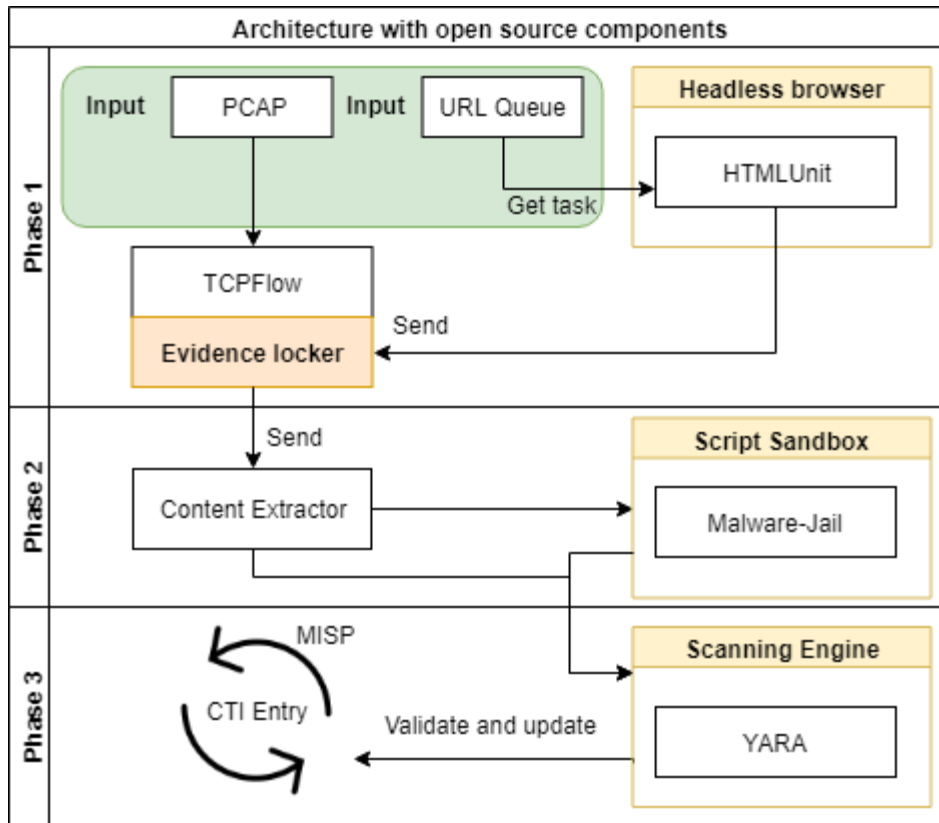 Architecture with open source components
Phase 1
Input
PCAP
Input
URL Queue
Get task
Headless browser
HTMLUnit
TCPFlow
Evidence locker
Send
Phase 2
Send
Content Extractor
Script Sandbox
Malware-Jail
Phase 3
MISP
CTI Entry
Validate and update
Scanning Engine
YARA